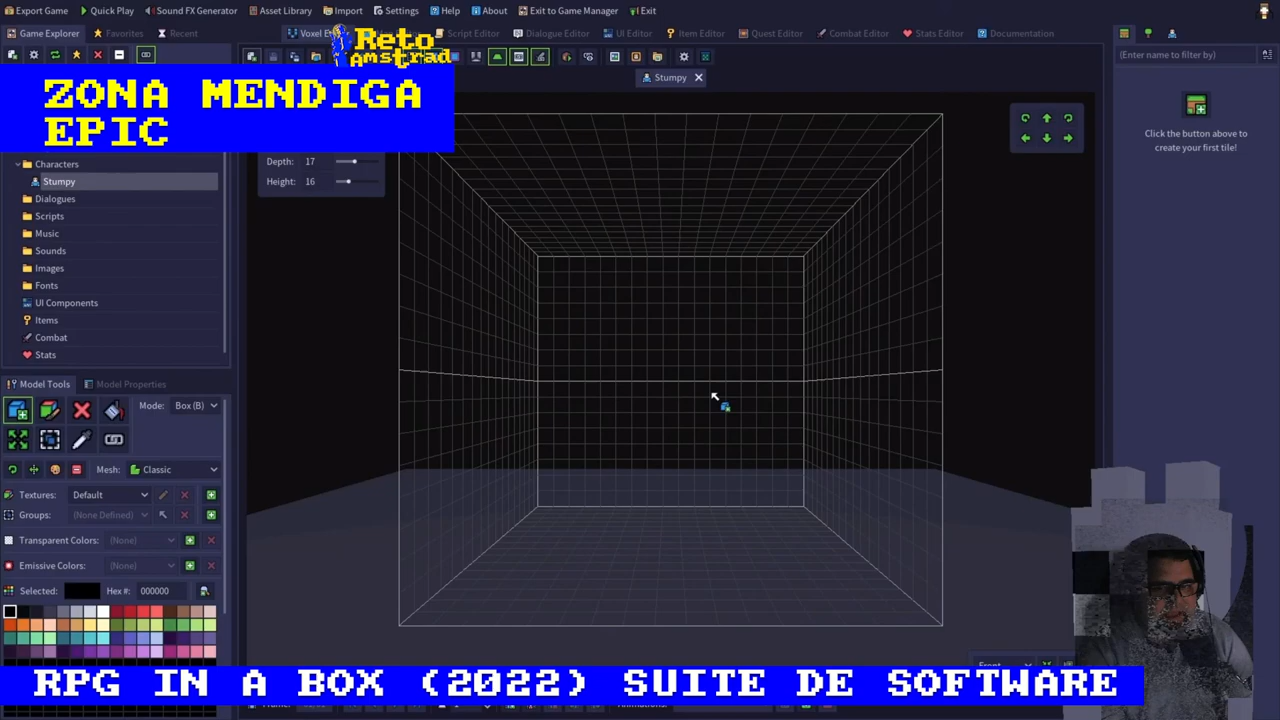 Export Game Quick Play Sound FX Generator Asset Library Import Settings Help About Exit to Game Manager Exit
Game Explorer Favorites Recent Voxel Script Editor Dialogue Editor UI Editor Item Editor Quest Editor Combat Editor Stats Editor Documentation
Reto
Amstrad
(Enter name to filter by)
Stumpy
ZONA MENDIGA
EPIC
Click the button above to
create your first tile!
Depth: 17
Height: 16
Characters
Stumpy
Dialogues
Scripts
Music
Sounds
Images
Fonts
UI Components
Items
Combat
Stats
Model Tools Model Properties
Mode: Box (B)
Mesh: Classic
Textures: Default
Groups: (None Defined)
Transparent Colors: (None)
Emissive Colors: (None)
Selected: Hex #: 000000
Front
RPG IN A BOX (2022) SUITE DE SOFTWARE